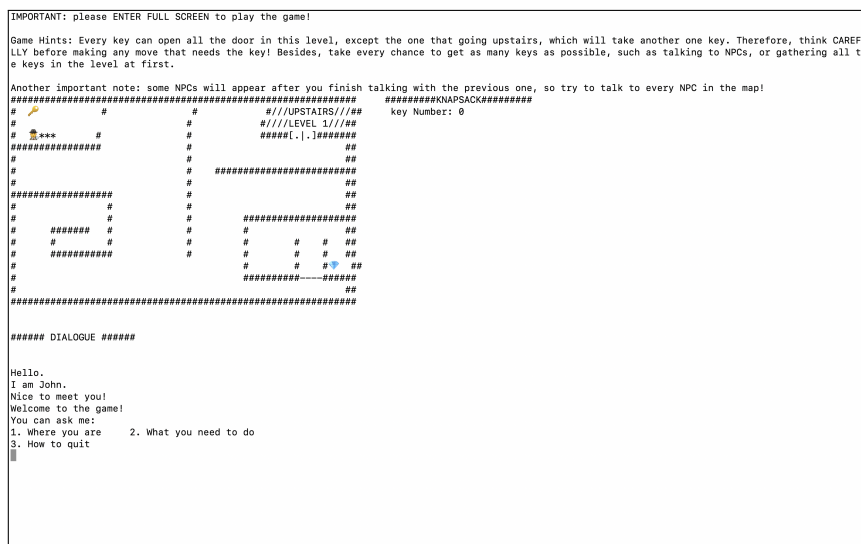 IMPORTANT: please ENTER FULL SCREEN to play the game!
Game Hints: Every key can open all the door in this level, except the one that going upstairs, which will take another one key. Therefore, think CAREF
LLY before making any move that needs the key! Besides, take every chance to get as many keys as possible, such as talking to NPCs, or gathering all t
e keys in the level at first.
Another important note: some NPCs will appear after you finish talking with the previous one, so try to talk to every NPC in the map!
#########KNAPSACK#########
#///UPSTAIRS///##
key Number: 0
#////LEVEL 1///##
***
#####[.|.]#######
###### DIALOGUE ######
Hello.
I am John.
Nice to meet you!
Welcome to the game!
You can ask me:
1. Where you are 2. What you need to do
3. How to quit